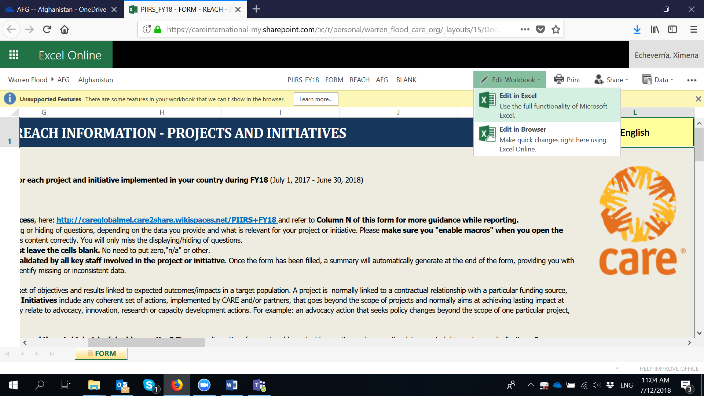 AFG -- Afghanistan - OneDrive
PIIRS_FY18 - FORM - REACH - A
https://careinternational-my.sharepoint.com/:x:/r/personal/warren_flood_care_org/_layouts/15/Doc
Excel Online
Echeverria, Ximena
Warren Flood
AFG Afghanistan
PIIRS FY18 FORM REACH AFG BLANK
Edit Workbook
Print
Share
Data
Unsupported Features There are some features in your workbook that we can't show in the browser.
Learn more...
Edit in Excel
Use the full functionality of Microsoft
Excel.
Edit in Browser
Make quick changes right here using
Excel Online.
G H I J L
1
REACH INFORMATION - PROJECTS AND INITIATIVES
English
or each project and initiative implemented in your country during FY18 (July 1, 2017 - June 30, 2018)
cess, here: http://careglobalmel.care2share.wikispaces.net/PIIRS+FY18 and refer to Column N of this form for more guidance while reporting.
g or hiding of questions, depending on the data you provide and what is relevant for your project or initiative. Please make sure you "enable macros" when you open the
s content correctly. You will only miss the displaying/hiding of questions.
t leave the cells blank. No need to put zero,"n/a" or other.
alidated by all key staff involved in the project or initiative. Once the form has been filled, a summary will automatically generate at the end of the form, providing you with
entify missing or inconsistent data.
set of objectives and results linked to expected outcomes/impacts in a target population. A project is normally linked to a contractual relationship with a particular funding source,
Initiatives include any coherent set of actions, implemented by CARE and/or partners, that goes beyond the scope of projects and normally aims at achieving lasting impact at
y relate to advocacy, innovation, research or capacity development actions. For example: an advocacy action that seeks policy changes beyond the scope of one particular project,
care
FORM
HELP IMPROVE OFFICE
ENG
11:04 AM
7/12/2018